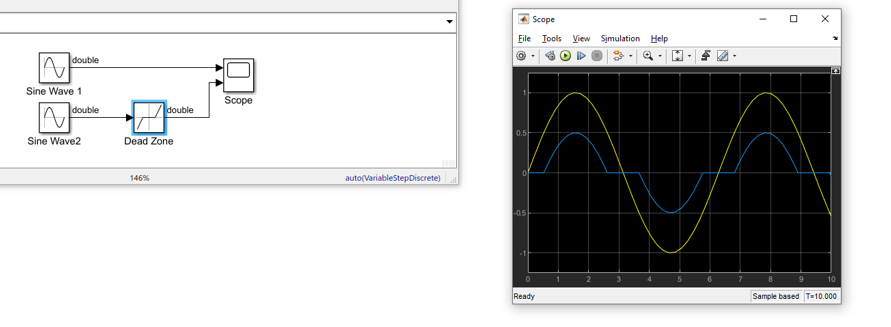 double
Sine Wave 1
double
Sine Wave2
double
Dead Zone
Scope
146%
auto(VariableStepDiscrete)
Scope
File Tools View Simulation Help
1
0.5
0
-0.5
-1
0 1 2 3 4 5 6 7 8 9 10
Ready Sample based T=10.000